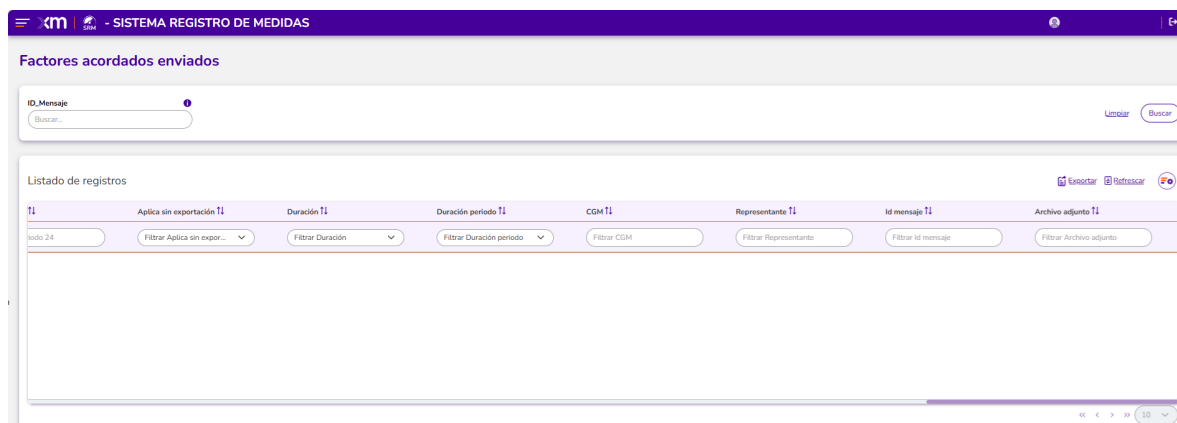 xm SRM - SISTEMA REGISTRO DE MEDIDAS
Factores acordados enviados
ID_Mensaje
Buscar...
Limpiar Buscar
Listado de registros
Exportar Refrescar
Aplica sin exportación Duración Duración periodo CGM Representante Id mensaje Archivo adjunto
iodo 24 Filtrar Aplica sin expor... Filtrar Duración Filtrar Duración periodo Filtrar CGM Filtrar Representante Filtrar Id mensaje Filtrar Archivo adjunto
« < > » 10